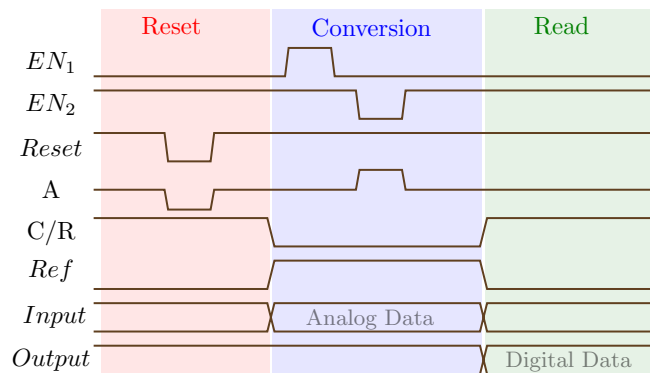 Reset Conversion Read
EN₁
EN₂
Reset
A
C/R
Ref
Input Analog Data
Output Digital Data